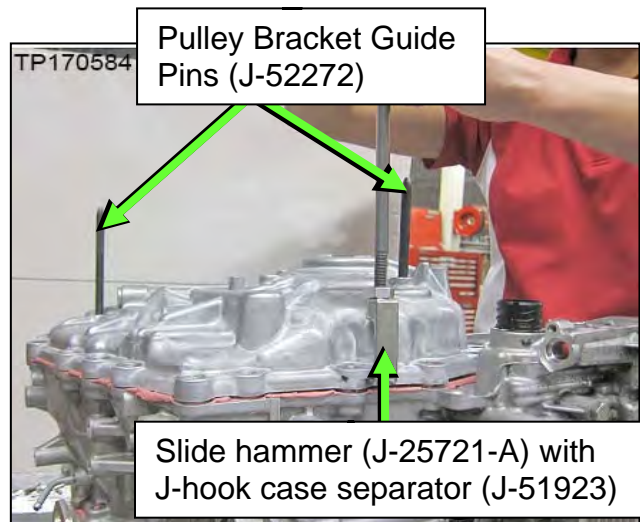 Pulley Bracket Guide
Pins (J-52272)
TP170584
Slide hammer (J-25721-A) with
J-hook case separator (J-51923)